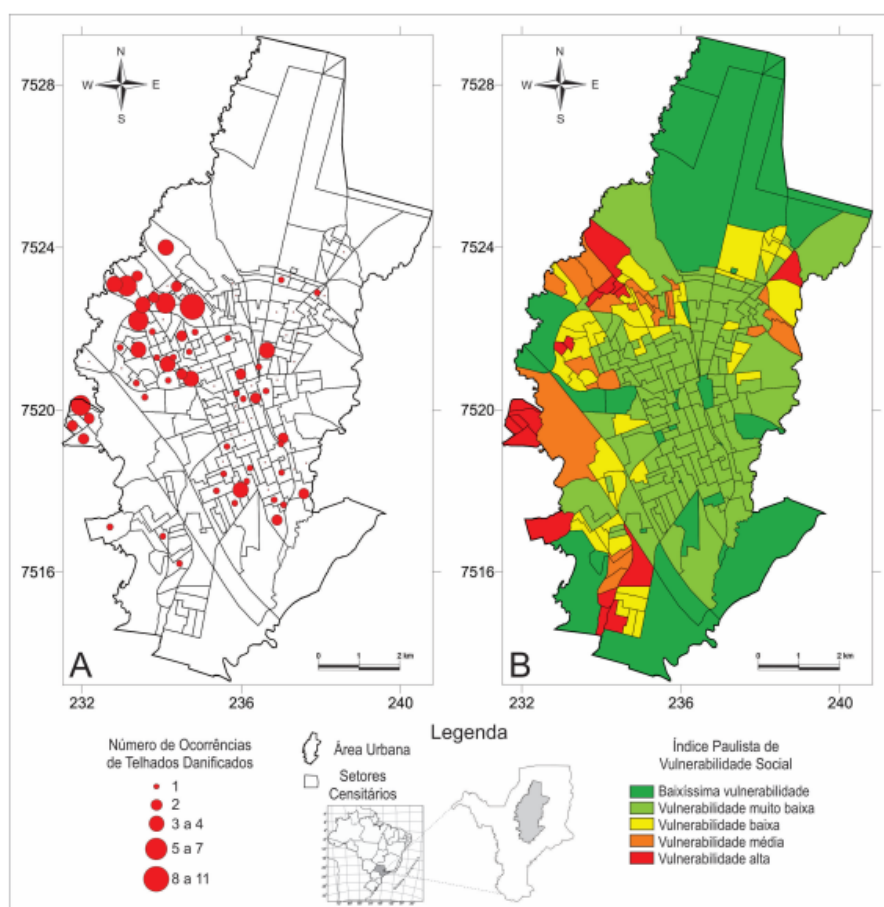 N
W E
S
7528
7524
7520
7516
A
0 1 2 km
232 236 240
N
W E
S
7528
7524
7520
7516
B
0 1 2 km
232 236 240
Legenda
Número de Ocorrências
de Telhados Danificados
1
2
3 a 4
5 a 7
8 a 11
Área Urbana
Setores
Censitários
Índice Paulista de
Vulnerabilidade Social
Baixíssima vulnerabilidade
Vulnerabilidade muito baixa
Vulnerabilidade baixa
Vulnerabilidade média
Vulnerabilidade alta